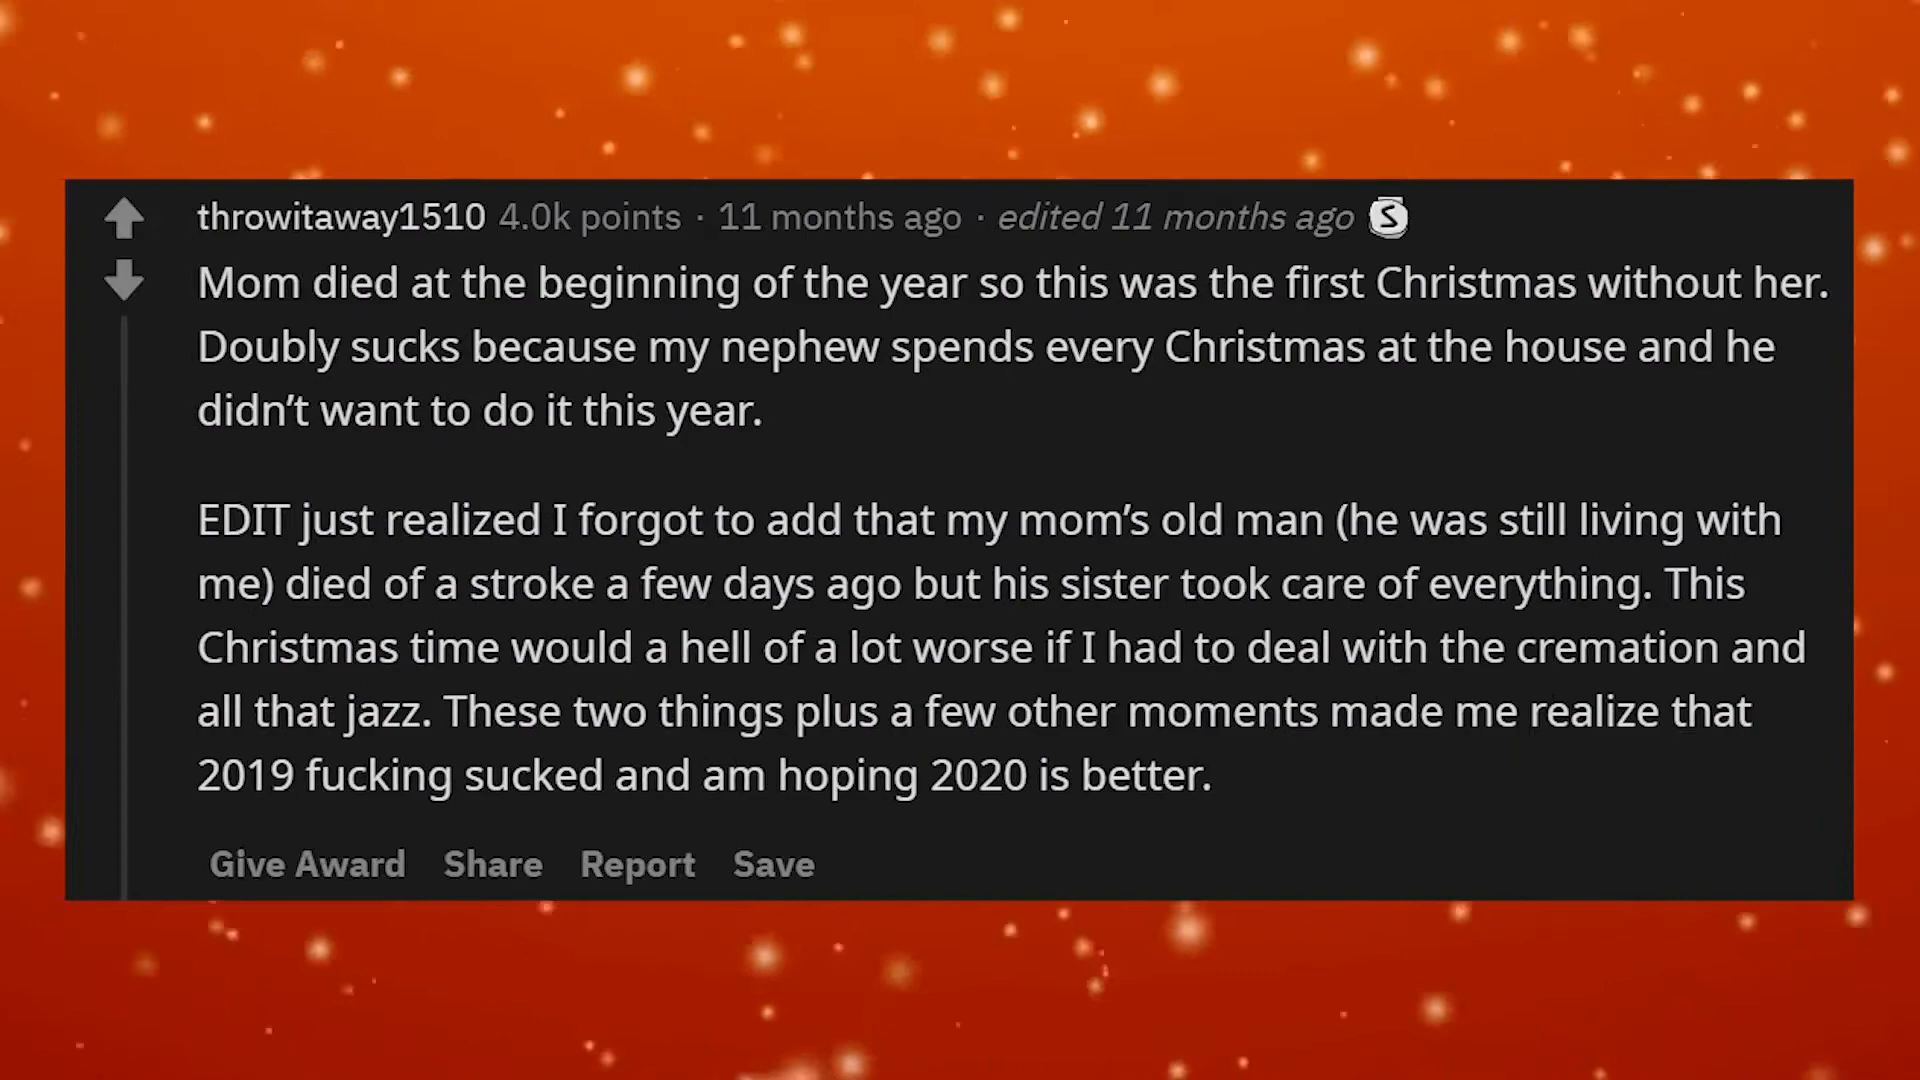 throwitaway1510 4.0k points · 11 months ago · edited 11 months ago S
Mom died at the beginning of the year so this was the first Christmas without her.
Doubly sucks because my nephew spends every Christmas at the house and he
didn’t want to do it this year.
EDIT just realized I forgot to add that my mom’s old man (he was still living with
me) died of a stroke a few days ago but his sister took care of everything. This
Christmas time would a hell of a lot worse if I had to deal with the cremation and
all that jazz. These two things plus a few other moments made me realize that
2019 fucking sucked and am hoping 2020 is better.
Give Award Share Report Save